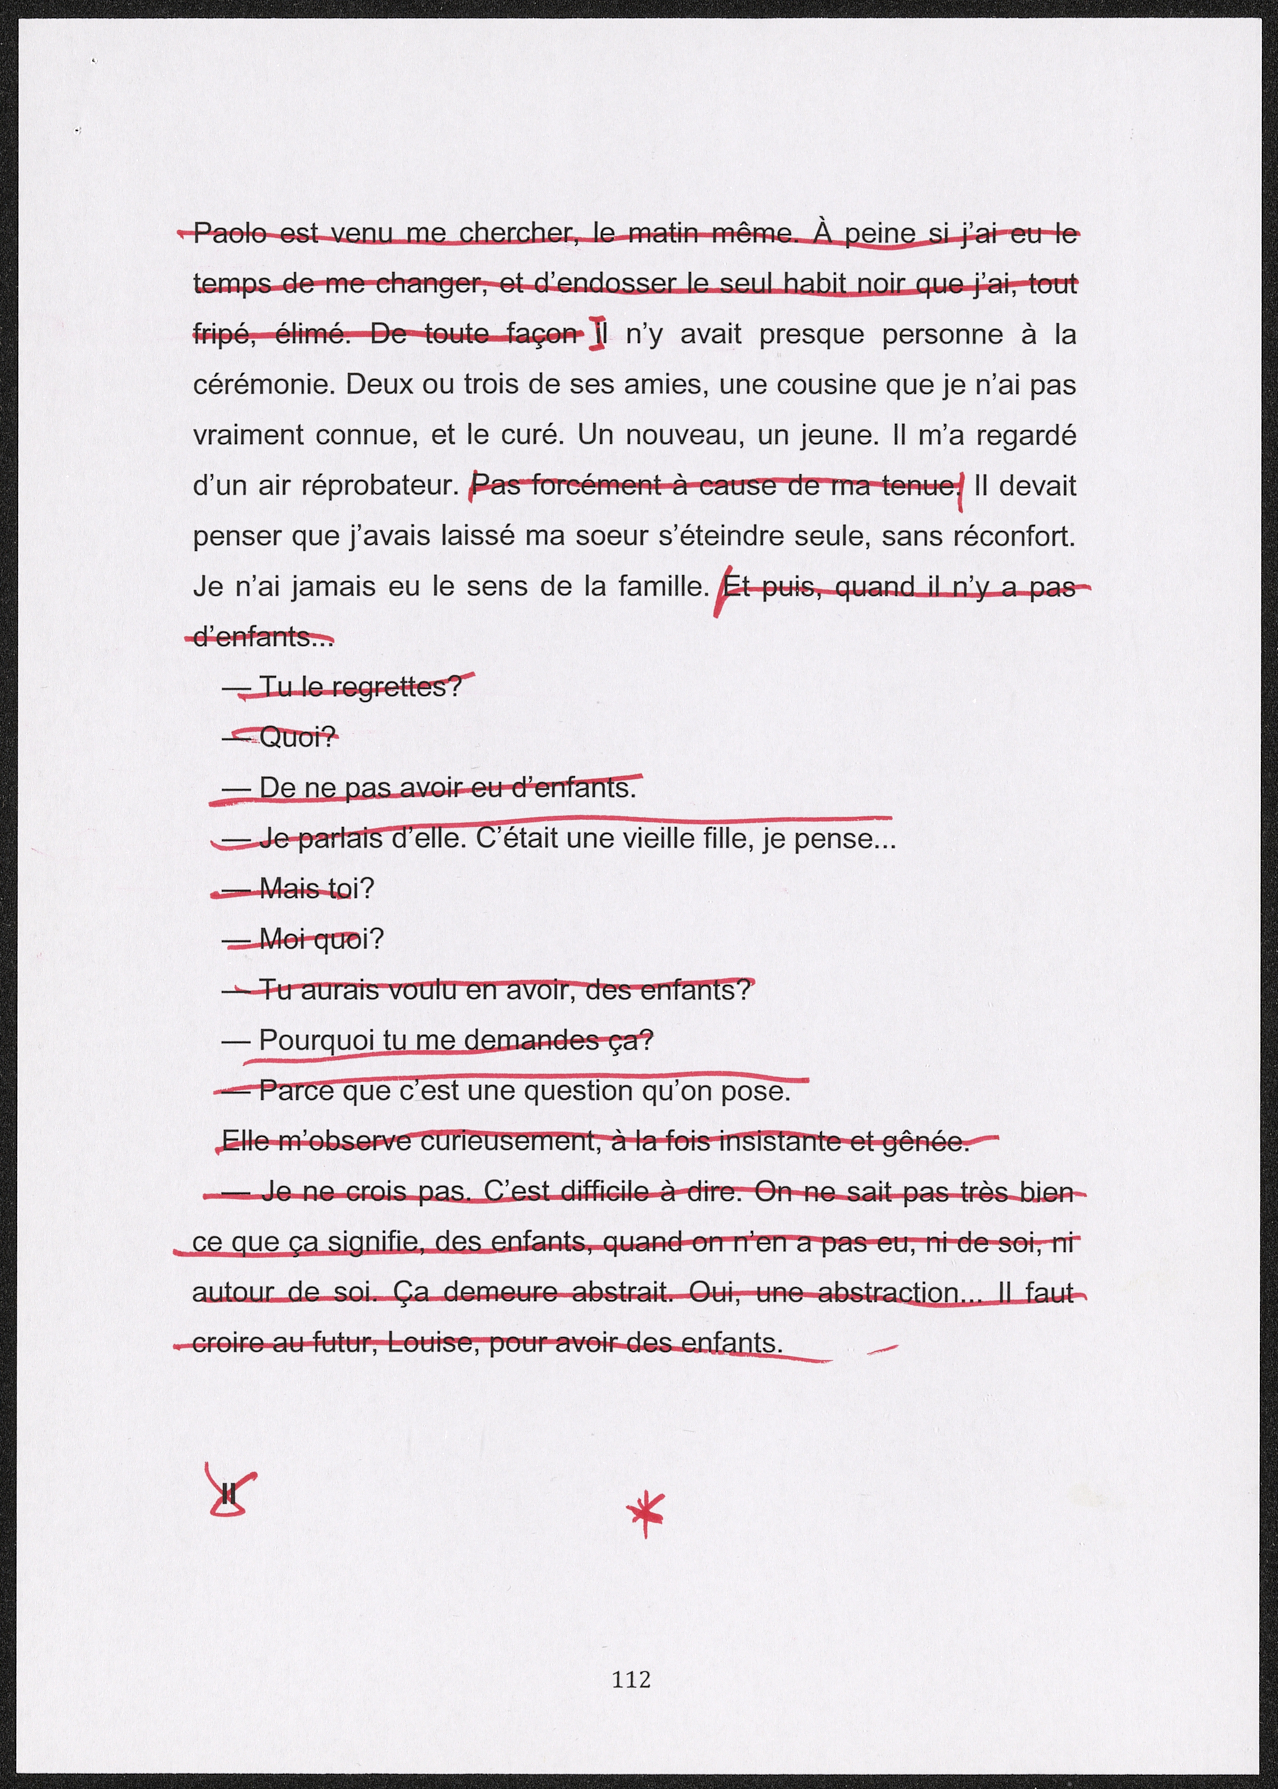 Paolo est venu me chercher, le matin même. À peine si j'ai eu le
temps de me changer, et d'endosser le seul habit noir que j'ai, tout
fripé, élimé. De toute façon Il n'y avait presque personne à la
cérémonie. Deux ou trois de ses amies, une cousine que je n'ai pas
vraiment connue, et le curé. Un nouveau, un jeune. Il m'a regardé
d'un air réprobateur. Pas forcément à cause de ma tenue. Il devait
penser que j'avais laissé ma soeur s'éteindre seule, sans réconfort.
Je n'ai jamais eu le sens de la famille. Et puis, quand il n'y a pas
d'enfants...
— Tu le regrettes?
— Quoi?
— De ne pas avoir eu d'enfants.
— Je parlais d'elle. C'était une vieille fille, je pense...
— Mais toi?
— Moi quoi?
— Tu aurais voulu en avoir, des enfants?
— Pourquoi tu me demandes ça?
— Parce que c'est une question qu'on pose.
Elle m'observe curieusement, à la fois insistante et gênée.
— Je ne crois pas. C'est difficile à dire. On ne sait pas très bien
ce que ça signifie, des enfants, quand on n'en a pas eu, ni de soi, ni
autour de soi. Ça demeure abstrait. Oui, une abstraction... Il faut
croire au futur, Louise, pour avoir des enfants.
II
*
112